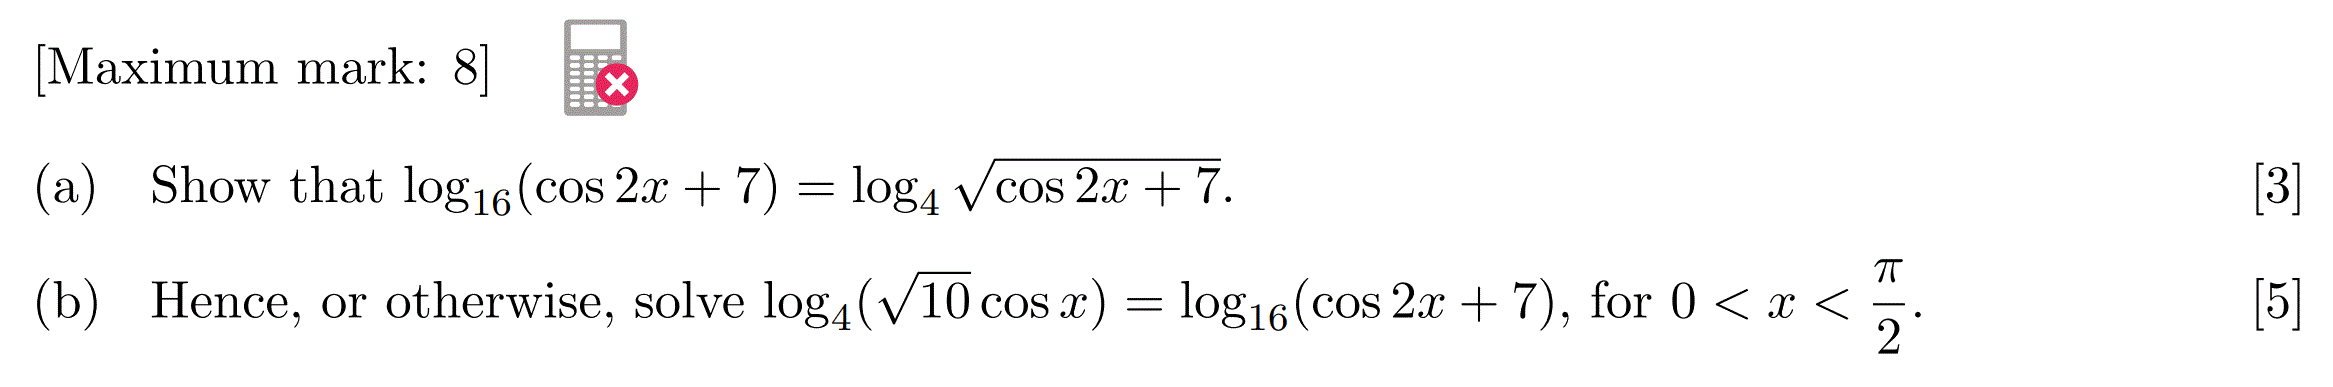 [Maximum mark: 8]
(a) Show that log₁₆(cos 2x + 7) = log₄ √(cos 2x + 7). [3]
(b) Hence, or otherwise, solve log₄(√10 cos x) = log₁₆(cos 2x + 7), for 0 < x < π/2. [5]